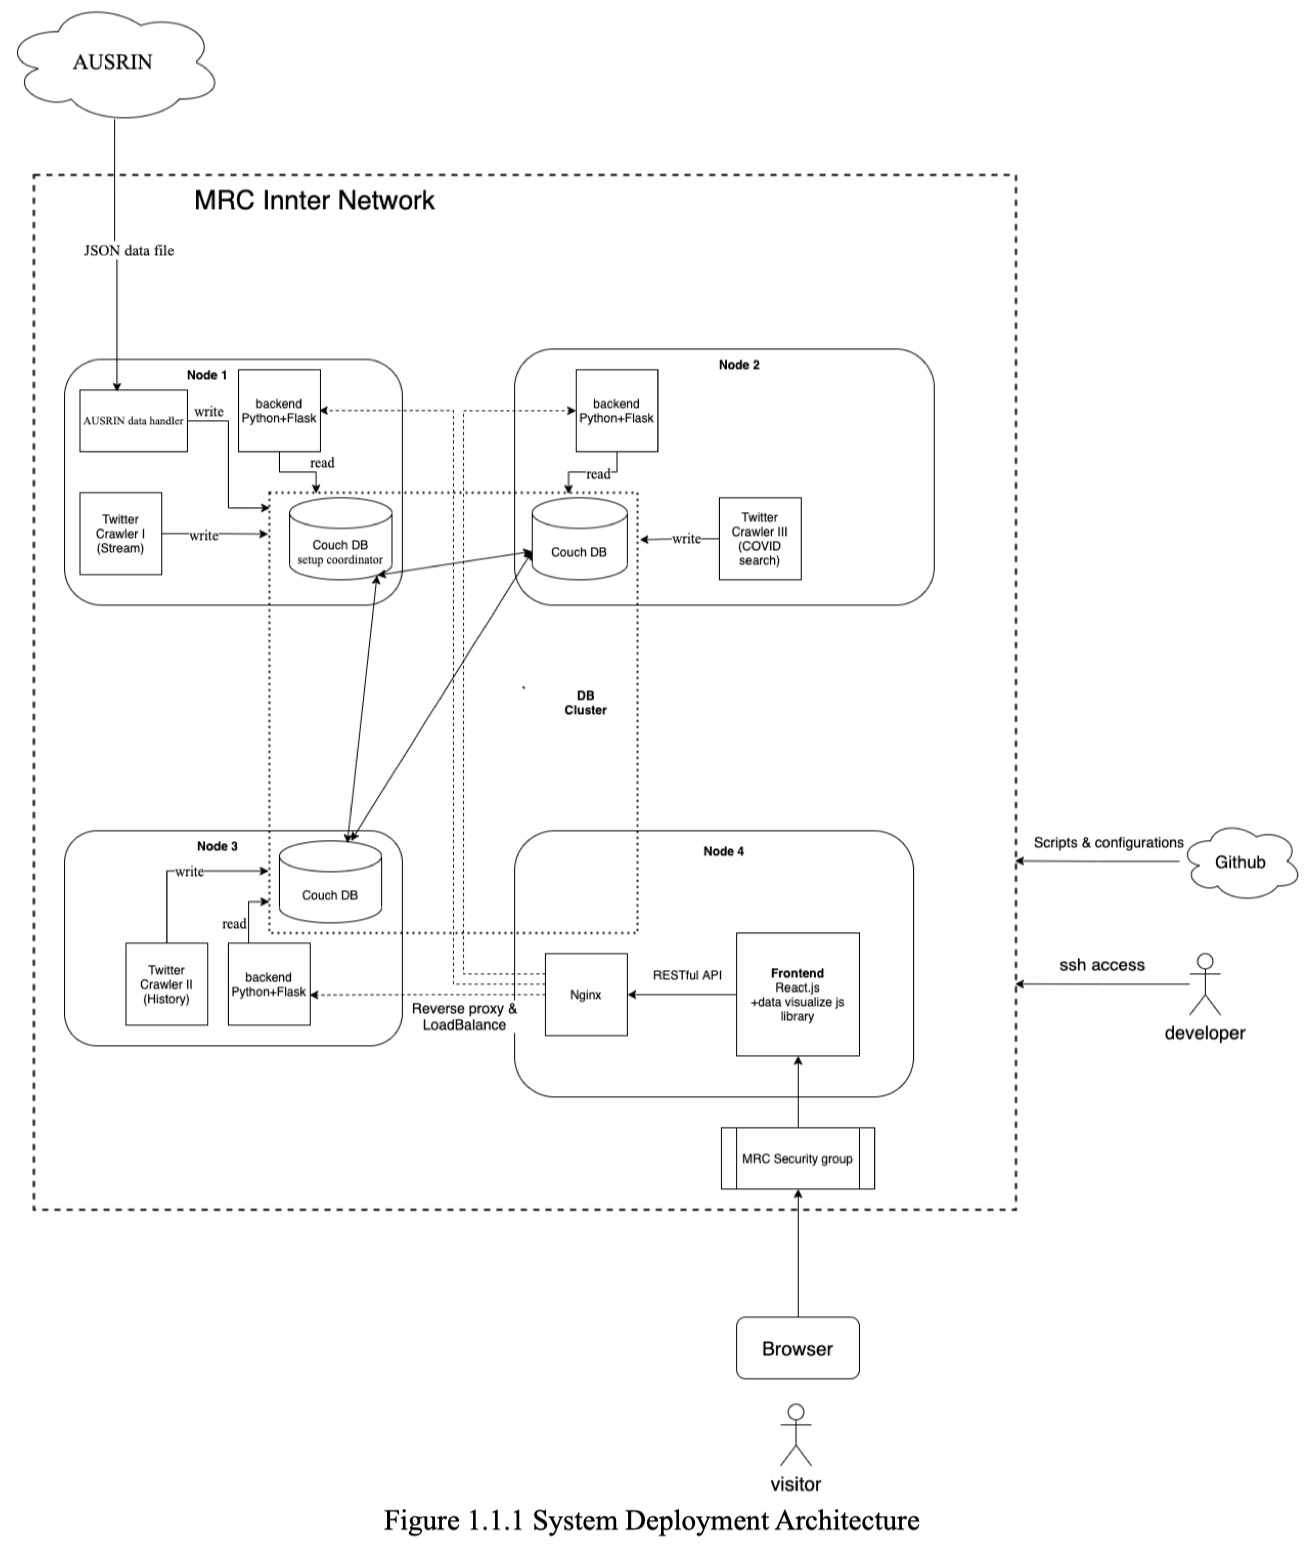 AUSRIN
MRC Innter Network
JSON data file
Node 1
backend
Python+Flask
AUSRIN data handler
write
read
Twitter
Crawler I
(Stream)
write
Couch DB
setup coordinator
Node 2
backend
Python+Flask
read
Couch DB
write
Twitter
Crawler III
(COVID
search)
DB
Cluster
Node 3
write
Couch DB
read
Twitter
Crawler II
(History)
backend
Python+Flask
Reverse proxy &
LoadBalance
Node 4
Nginx
RESTful API
Frontend
React.js
+data visualize js
library
Scripts & configurations
Github
ssh access
developer
MRC Security group
Browser
visitor
Figure 1.1.1 System Deployment Architecture